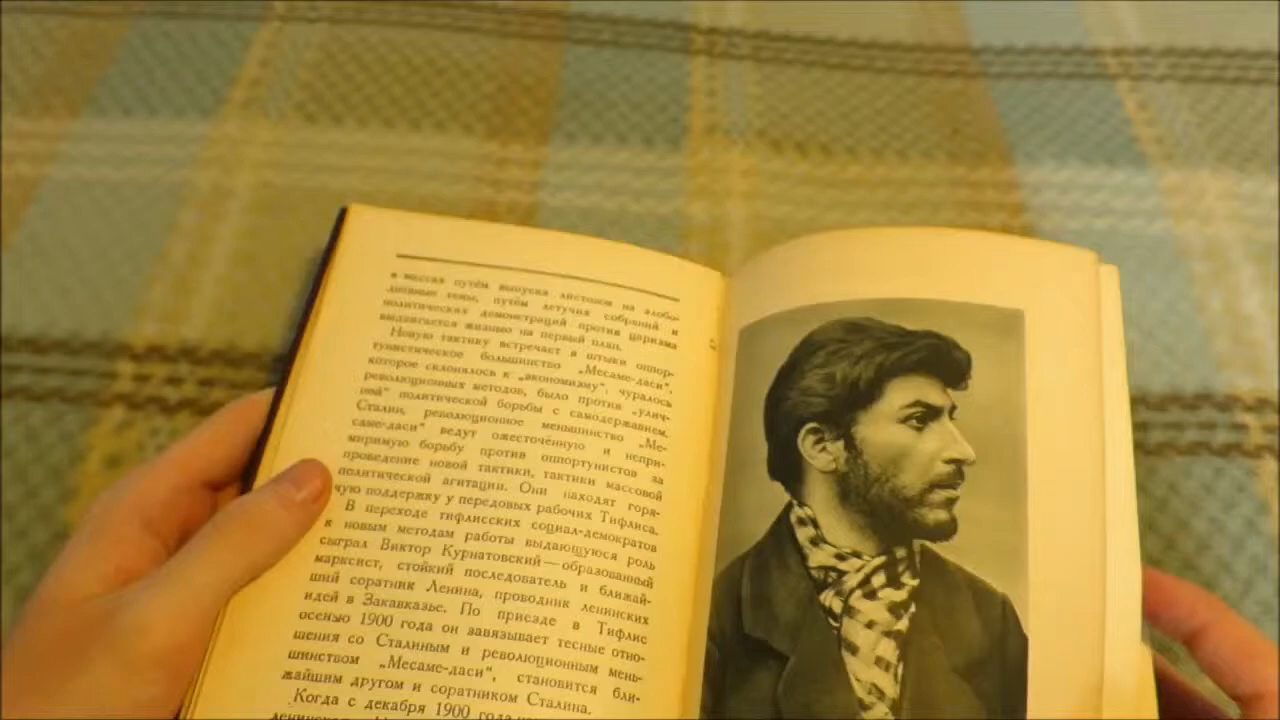 в массах путём выпуска листовок на злобо-
дневные темы, путём летучих собраний и
политических демонстраций против царизма
выдвигается жизнью на первый план.
Новую тактику встречает в штыки оппор-
тунистическое большинство „Месаме-даси“,
которое склонялось к „экономизму“, чуралось
революционных методов, было против „улич-
ной“ политической борьбы с самодержавием.
Сталин, революционное меньшинство „Ме-
саме-даси“ ведут ожесточённую и непри-
миримую борьбу против оппортунистов за
проведение новой тактики, тактики массовой
политической агитации. Они находят горя-
чую поддержку у передовых рабочих Тифлиса.
В переходе тифлисских социал-демократов
к новым методам работы выдающуюся роль
сыграл Виктор Курнатовский — образованный
марксист, стойкий последователь и ближай-
ший соратник Ленина, проводник ленинских
идей в Закавказье. По приезде в Тифлис
осенью 1900 года он завязывает тесные отно-
шения со Сталиным и революционным мень-
шинством „Месаме-даси“, становится бли-
жайшим другом и соратником Сталина.
Когда с декабря 1900 года